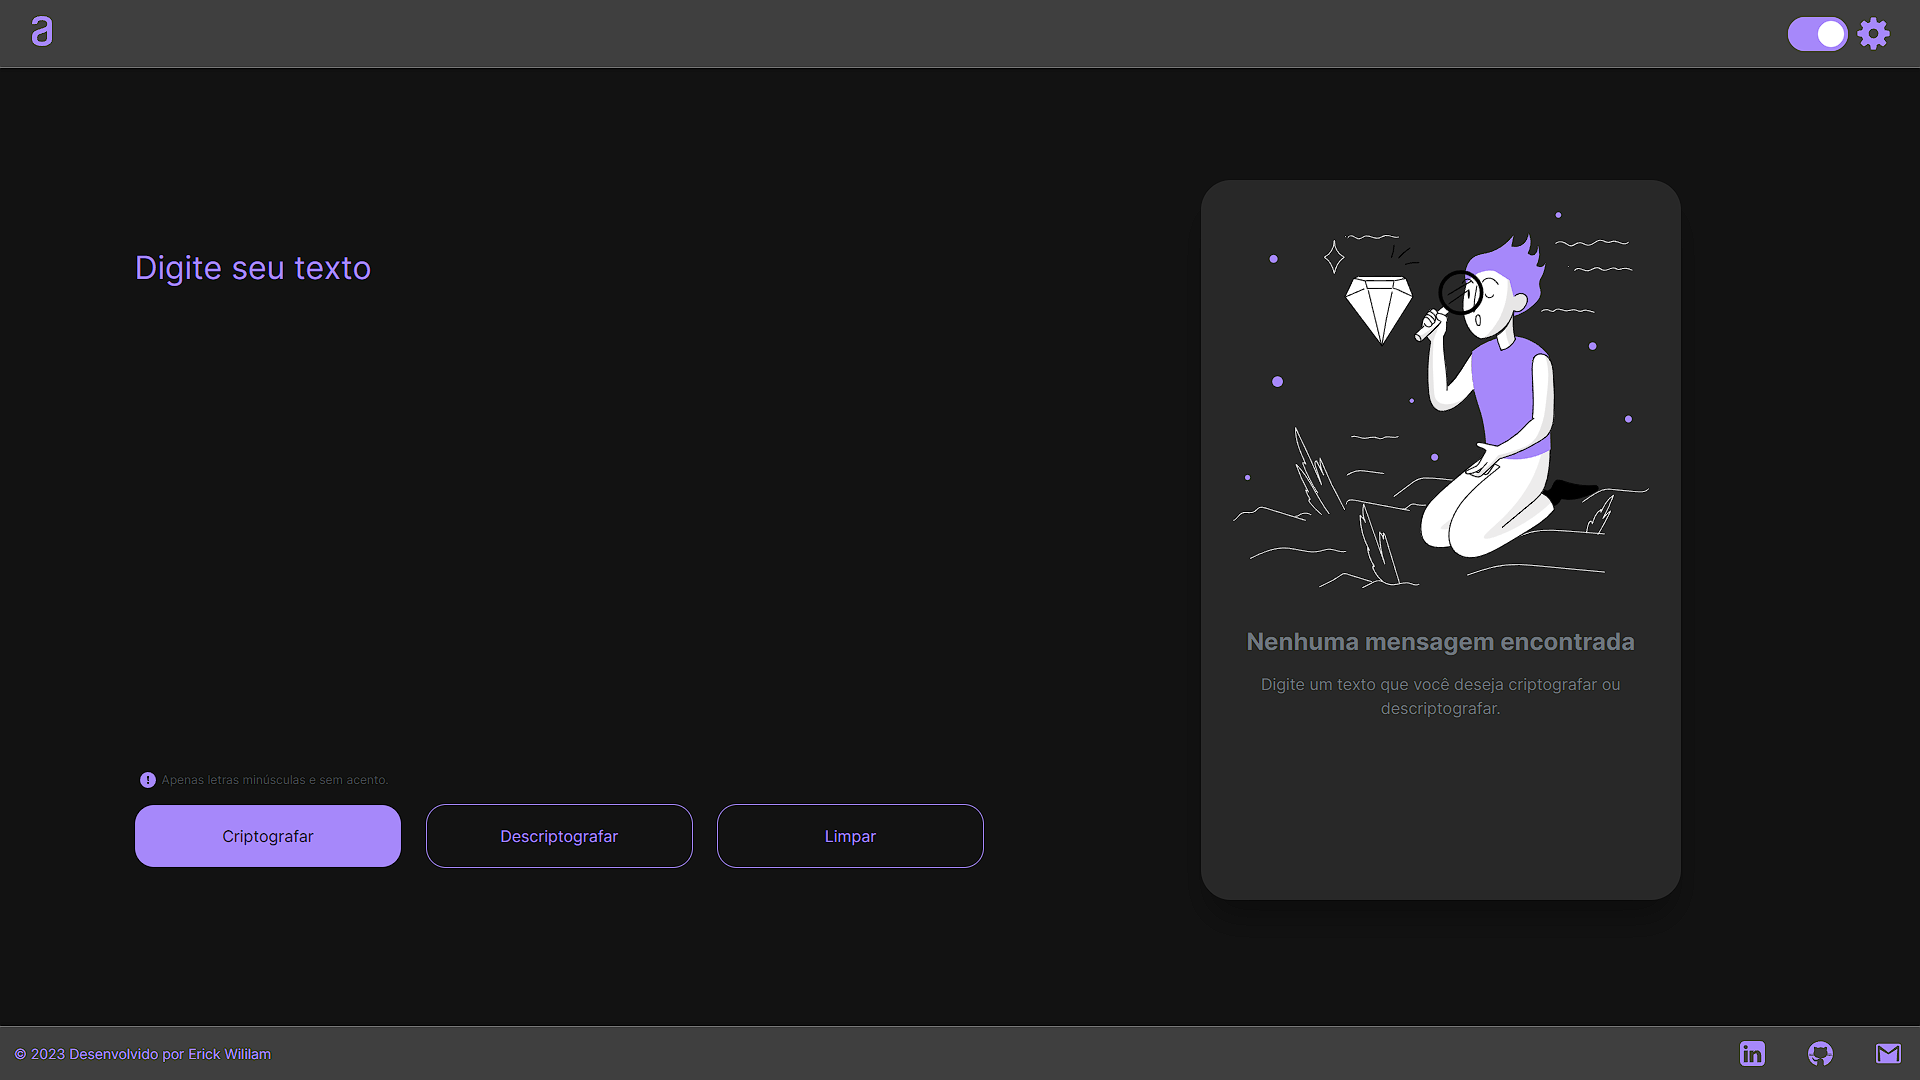 a
Digite seu texto
Nenhuma mensagem encontrada
Digite um texto que você deseja criptografar ou
descriptografar.
Apenas letras minúsculas e sem acento.
Criptografar
Descriptografar
Limpar
© 2023 Desenvolvido por Erick Wililam
in